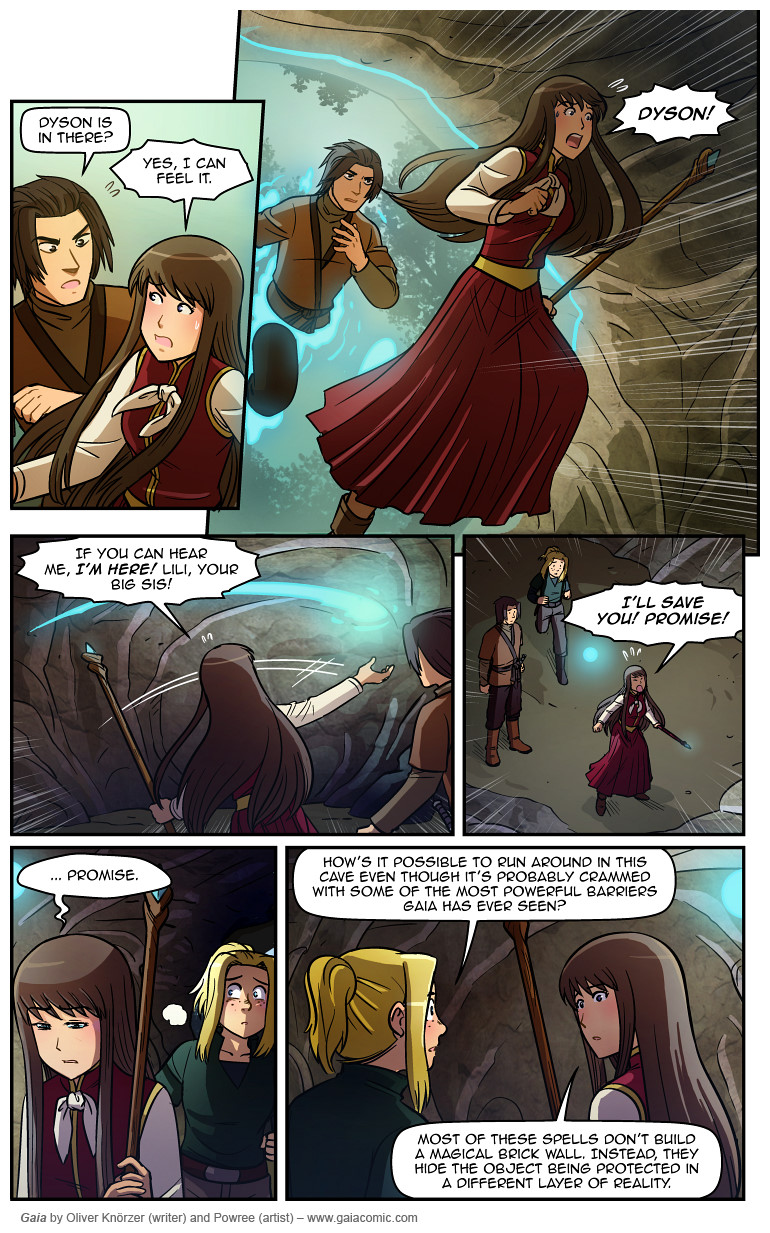 DYSON IS
IN THERE?
YES, I CAN
FEEL IT.
DYSON!
IF YOU CAN HEAR
ME, I'M HERE! LILI, YOUR
BIG SIS!
I'LL SAVE
YOU! PROMISE!
... PROMISE.
HOW'S IT POSSIBLE TO RUN AROUND IN THIS
CAVE EVEN THOUGH IT'S PROBABLY CRAMMED
WITH SOME OF THE MOST POWERFUL BARRIERS
GAIA HAS EVER SEEN?
MOST OF THESE SPELLS DON'T BUILD
A MAGICAL BRICK WALL. INSTEAD, THEY
HIDE THE OBJECT BEING PROTECTED IN
A DIFFERENT LAYER OF REALITY.
Gaia by Oliver Knörzer (writer) and Powree (artist) – www.gaiacomic.com